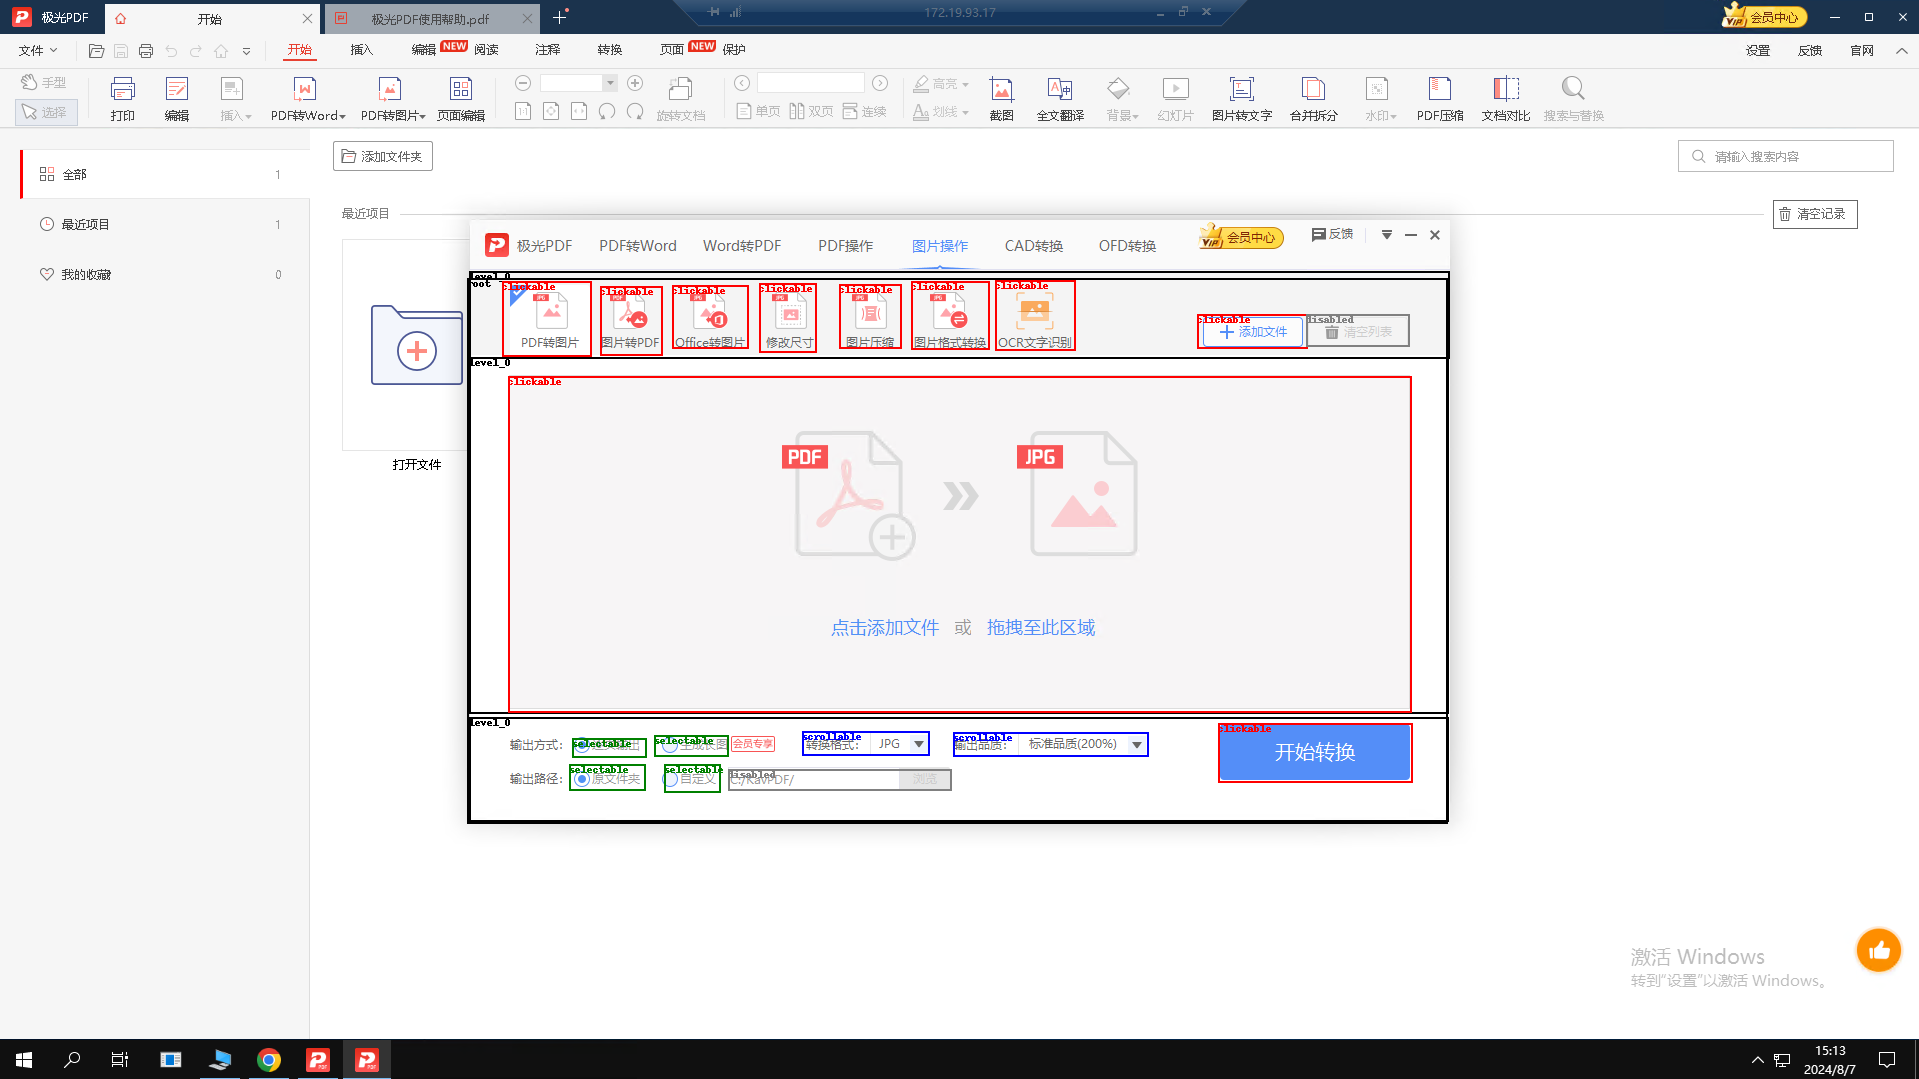 极光PDF
开始
极光PDF使用帮助.pdf
172.19.93.17
VIP 会员中心
文件
开始
插入
编辑 NEW
阅读
注释
转换
页面 NEW
保护
设置
反馈
官网
手型
选择
打印
编辑
插入
PDF转Word
PDF转图片
页面编辑
1:1
旋转文档
单页
双页
连续
高亮
划线
截图
全文翻译
背景
幻灯片
图片转文字
合并拆分
水印
PDF压缩
文档对比
搜索与替换
全部 1
最近项目 1
我的收藏 0
添加文件夹
请输入搜索内容
最近项目
清空记录
打开文件
极光PDF
PDF转Word
Word转PDF
PDF操作
图片操作
CAD转换
OFD转换
VIP 会员中心
反馈
level_0
root
clickable
clickable
clickable
clickable
clickable
clickable
clickable
PDF转图片
图片转PDF
Office转图片
修改尺寸
图片压缩
图片格式转换
OCR文字识别
clickable
添加文件
disabled
清空列表
level_0
clickable
PDF
JPG
点击添加文件 或 拖拽至此区域
level_0
输出方式:
selectable
selectable
会员专享
scrollable
转换格式:
JPG
scrollable
输出品质:
标准品质(200%)
clickable
开始转换
输出路径:
selectable
原文件夹
selectable
自定义
disabled
C:/KavPDF/
浏览
激活 Windows
转到“设置”以激活 Windows。
15:13
2024/8/7